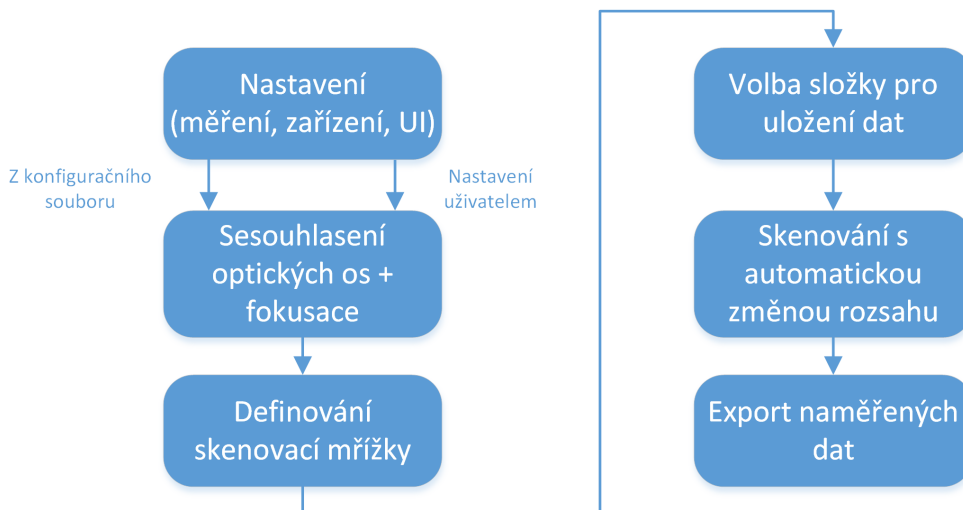 Nastavení
(měření, zařízení, UI)
Z konfiguračního
souboru
Nastavení
uživatelem
Sesouhlasení
optických os +
fokusace
Definování
skenovací mřížky
Volba složky pro
uložení dat
Skenování s
automatickou
změnou rozsahu
Export naměřených
dat